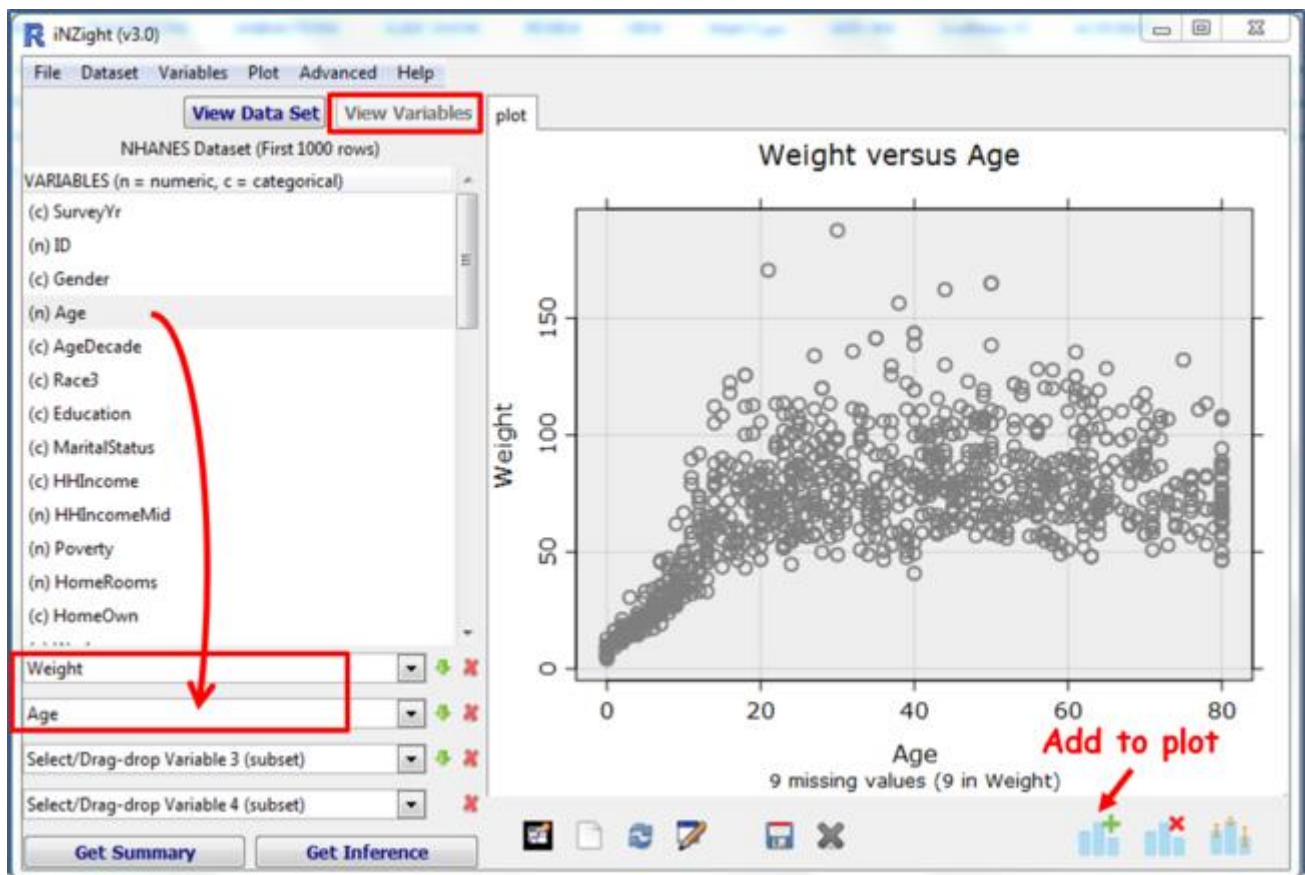 iNZight (v3.0)
File Dataset Variables Plot Advanced Help
View Data Set View Variables
plot
NHANES Dataset (First 1000 rows)
VARIABLES (n = numeric, c = categorical)
(c) SurveyYr
(n) ID
(c) Gender
(n) Age
(c) AgeDecade
(c) Race3
(c) Education
(c) MaritalStatus
(c) HHIncome
(n) HHIncomeMid
(n) Poverty
(n) HomeRooms
(c) HomeOwn
Weight
Age
Select/Drag-drop Variable 3 (subset)
Select/Drag-drop Variable 4 (subset)
Get Summary Get Inference
Weight versus Age
Weight
150
100
50
0
0 20 40 60 80
Age
9 missing values (9 in Weight)
Add to plot